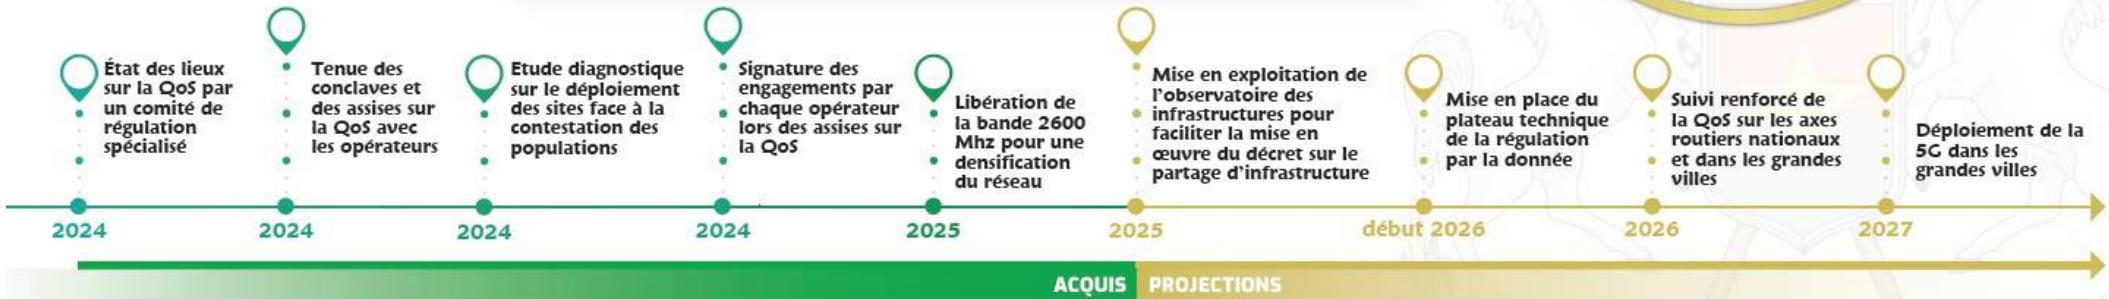 État des lieux
sur la QoS par
un comité de
régulation
spécialisé
Tenue des
conclaves et
des assises sur
la QoS avec
les opérateurs
Etude diagnostique
sur le déploiement
des sites face à la
contestation des
populations
Signature des
engagements par
chaque opérateur
lors des assises sur
la QoS
Libération de
la bande 2600
Mhz pour une
densification
du réseau
Mise en exploitation de
l'observatoire des
infrastructures pour
faciliter la mise en
œuvre du décret sur le
partage d'infrastructure
Mise en place du
plateau technique
de la régulation
par la donnée
Suivi renforcé de
la QoS sur les axes
routiers nationaux
et dans les grandes
villes
Déploiement de la
5G dans les
grandes villes
2024
2024
2024
2024
2025
2025
début 2026
2026
2027
ACQUIS
PROJECTIONS